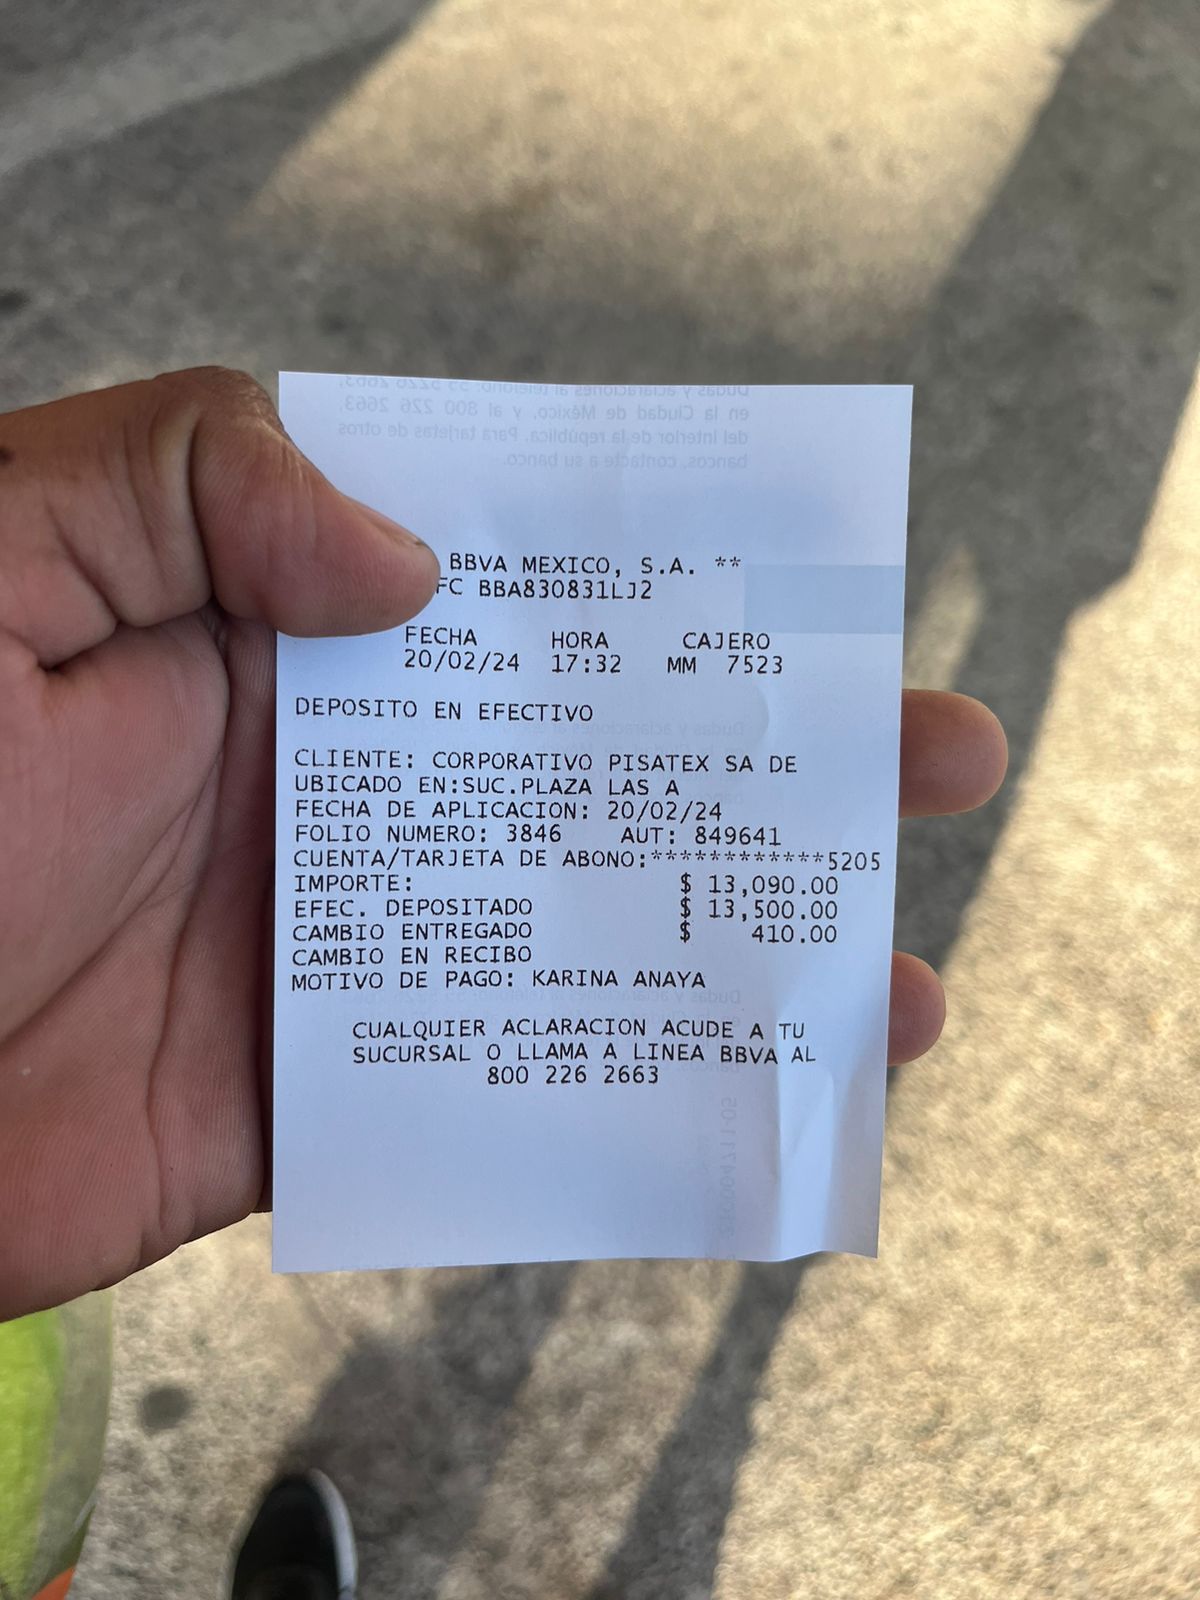 BBVA MEXICO, S.A. **
FC BBA830831LJ2
FECHA HORA CAJERO
20/02/24 17:32 MM 7523
DEPOSITO EN EFECTIVO
CLIENTE: CORPORATIVO PISATEX SA DE
UBICADO EN:SUC.PLAZA LAS A
FECHA DE APLICACION: 20/02/24
FOLIO NUMERO: 3846 AUT: 849641
CUENTA/TARJETA DE ABONO:************5205
IMPORTE: $ 13,090.00
EFEC. DEPOSITADO $ 13,500.00
CAMBIO ENTREGADO $ 410.00
CAMBIO EN RECIBO
MOTIVO DE PAGO: KARINA ANAYA
CUALQUIER ACLARACION ACUDE A TU
SUCURSAL O LLAMA A LINEA BBVA AL
800 226 2663